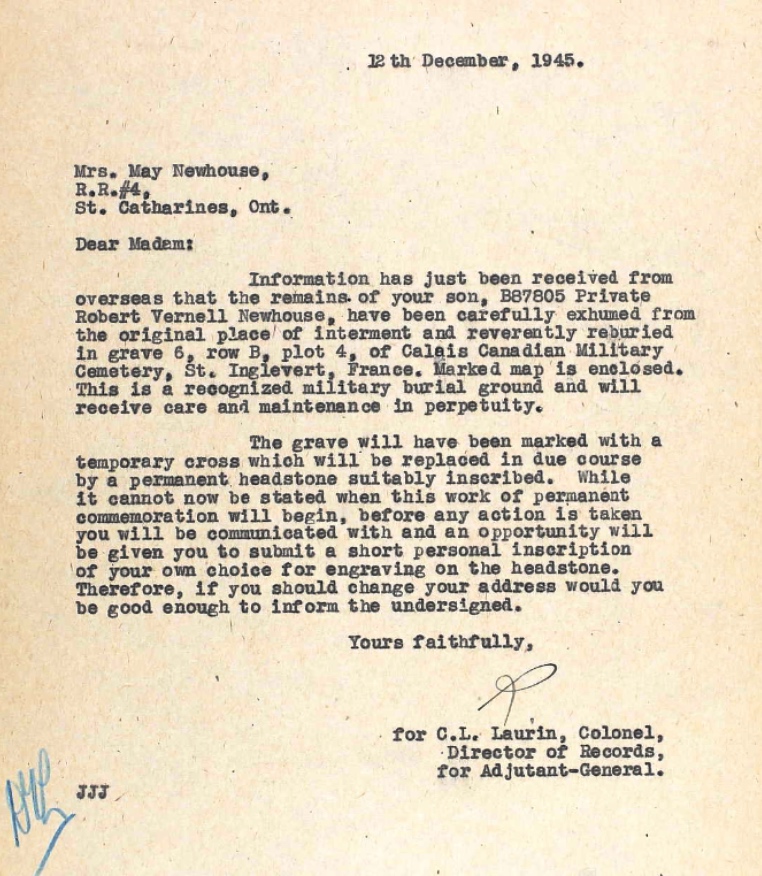 12th December, 1945.
Mrs. May Newhouse,
R.R.#4,
St. Catharines, Ont.
Dear Madam:
Information has just been received from
overseas that the remains of your son, B87805 Private
Robert Vernell Newhouse, have been carefully exhumed from
the original place of interment and reverently reburied
in grave 6, row B, plot 4, of Calais Canadian Military
Cemetery, St. Inglevert, France. Marked map is enclosed.
This is a recognized military burial ground and will
receive care and maintenance in perpetuity.
The grave will have been marked with a
temporary cross which will be replaced in due course
by a permanent headstone suitably inscribed. While
it cannot now be stated when this work of permanent
commemoration will begin, before any action is taken
you will be communicated with and an opportunity will
be given you to submit a short personal inscription
of your own choice for engraving on the headstone.
Therefore, if you should change your address would you
be good enough to inform the undersigned.
Yours faithfully,
for C.L. Laurin, Colonel,
Director of Records,
for Adjutant-General.
JJJ